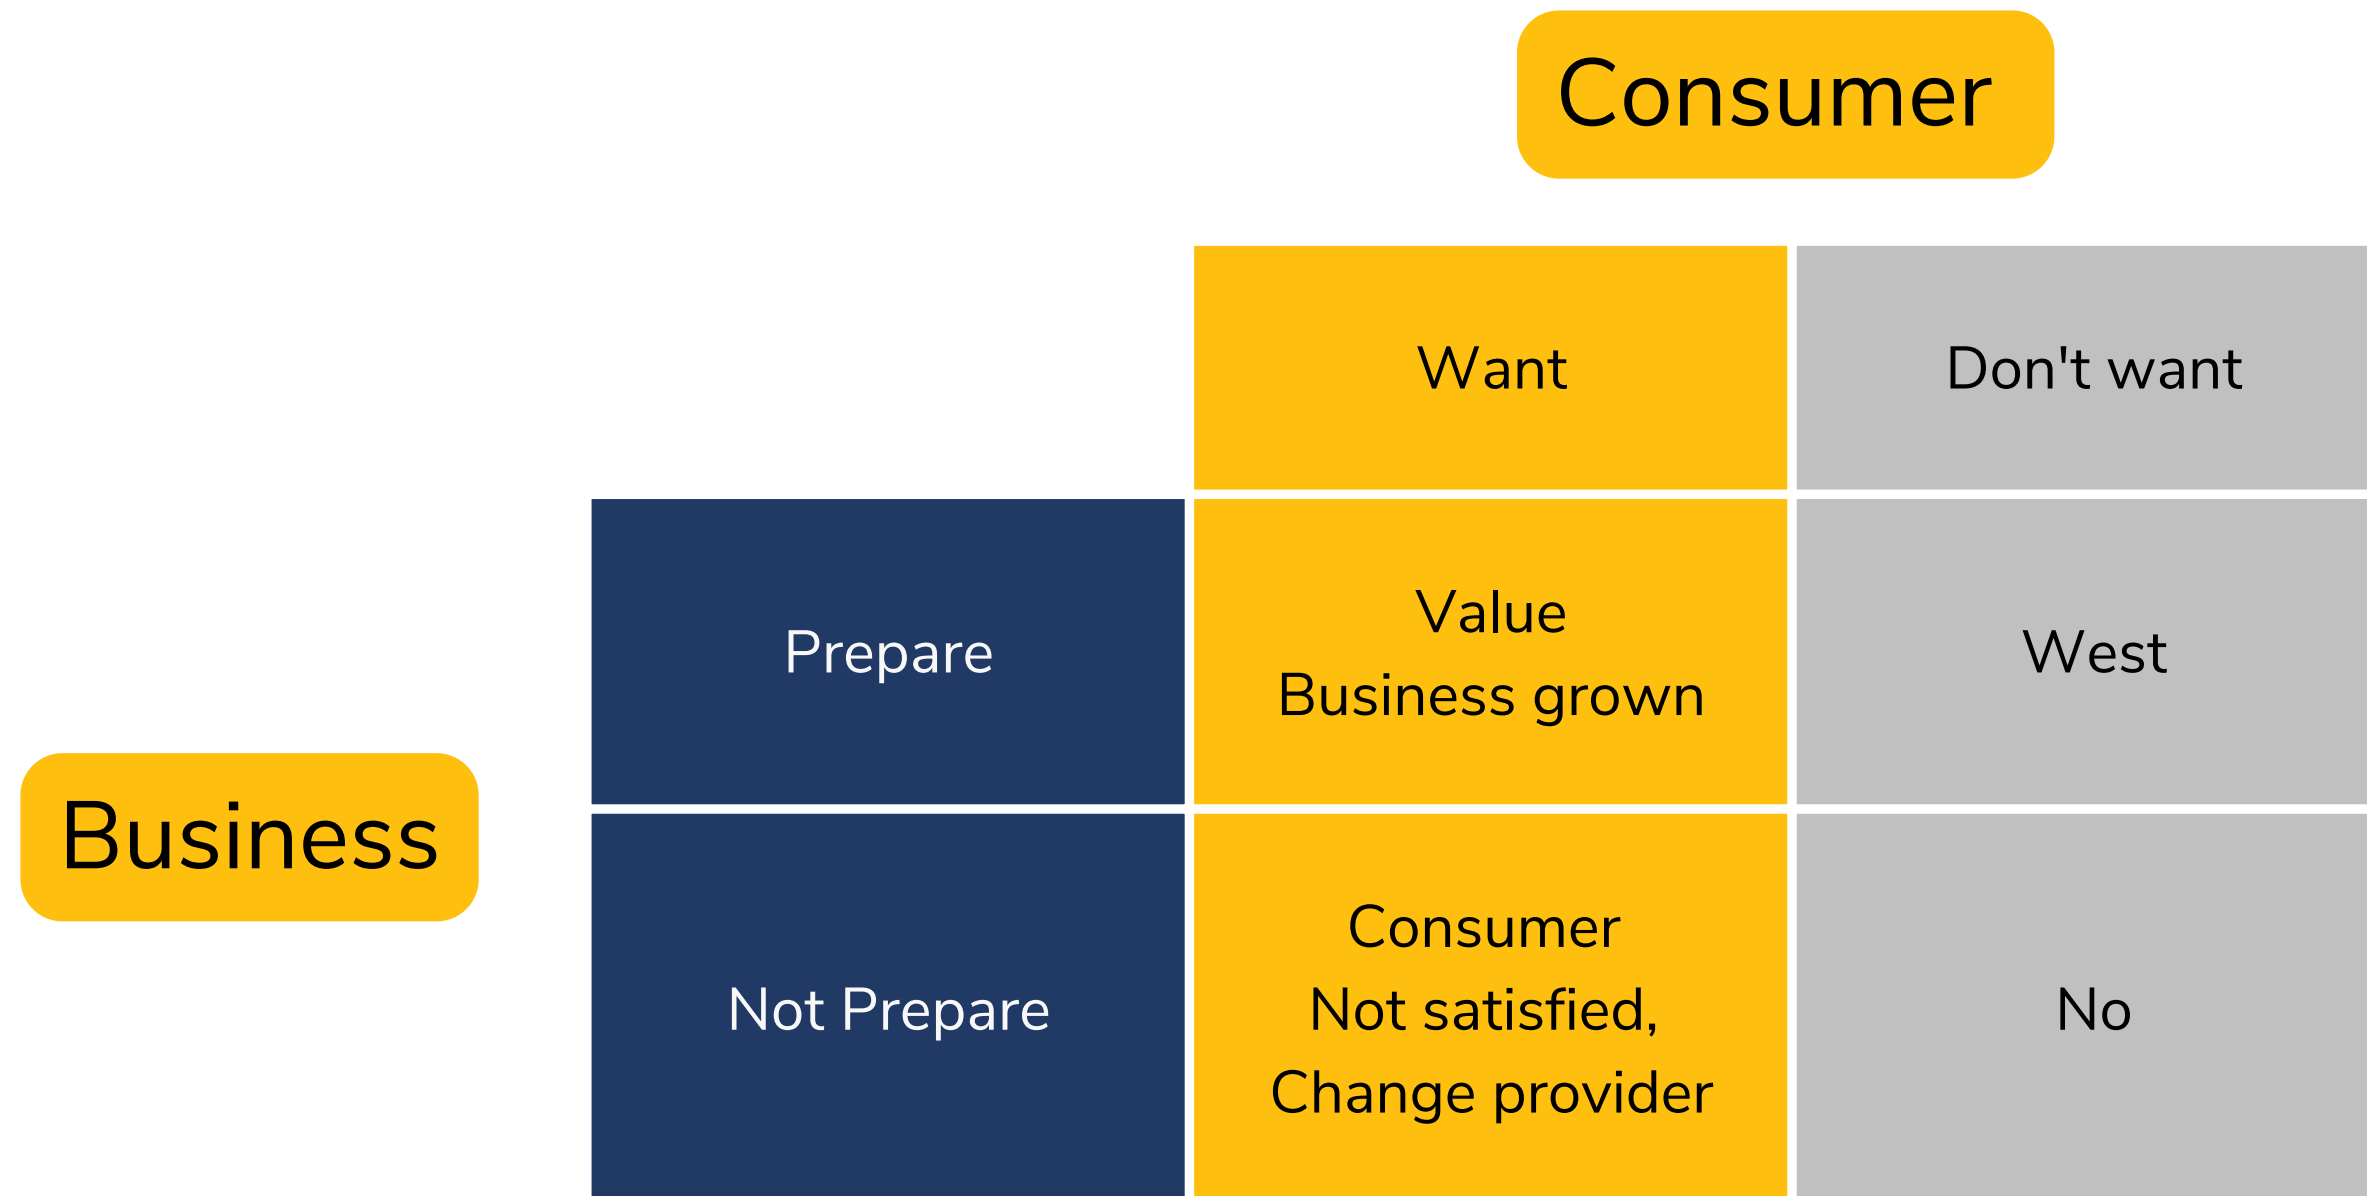 Consumer
Want
Don't want
Prepare
Value
Business grown
West
Business
Not Prepare
Consumer
Not satisfied,
Change provider
No